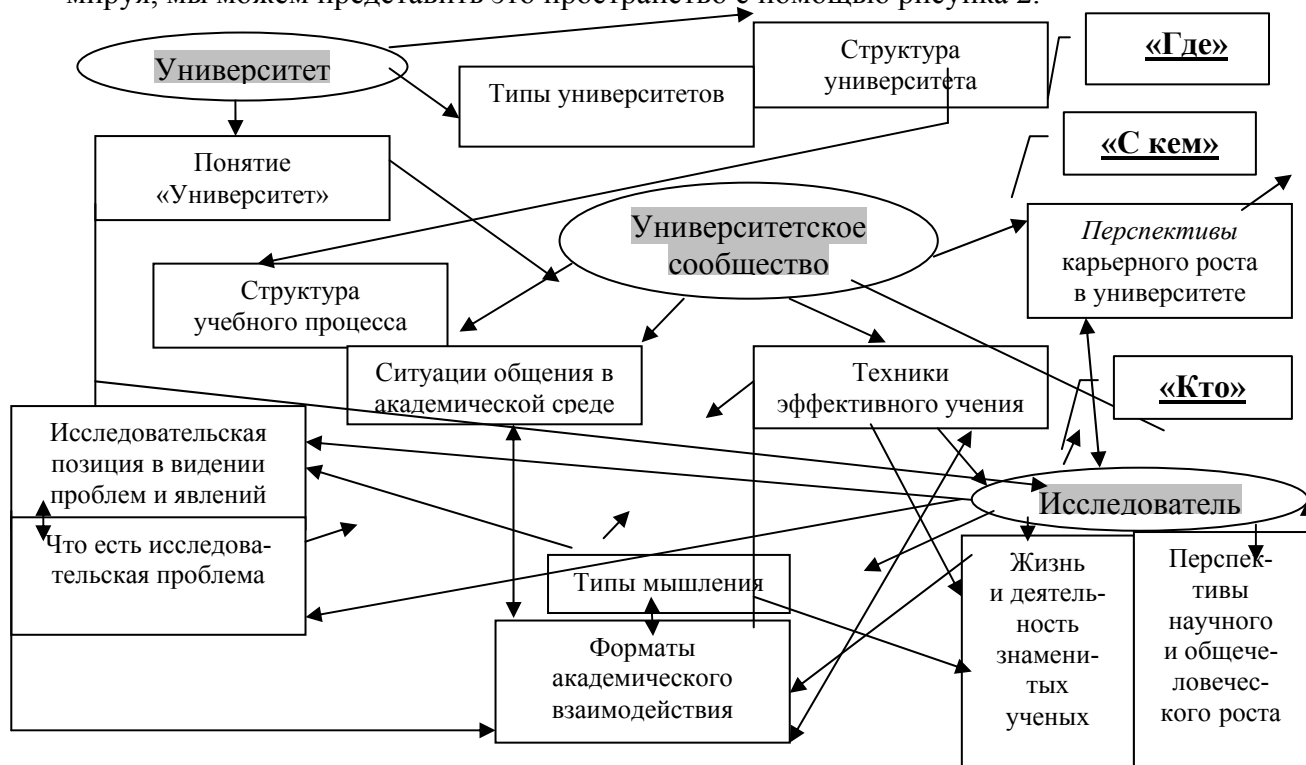 мируя, мы можем представить это пространство с помощью рисунка 2.
«Где»
Университет
Структура
университета
Типы университетов
«С кем»
Понятие
«Университет»
Университетское
сообщество
Перспективы
карьерного роста
в университете
Структура
учебного процесса
Ситуации общения в
академической среде
Техники
эффективного учения
«Кто»
Исследовательская
позиция в видении
проблем и явлений
Исследователь
Что есть исследова-
тельская проблема
Типы мышления
Жизнь
и деятель-
ность
знамени-
тых
ученых
Перспек-
тивы
научного
и общече-
ловечес-
кого роста
Форматы
академического
взаимодействия